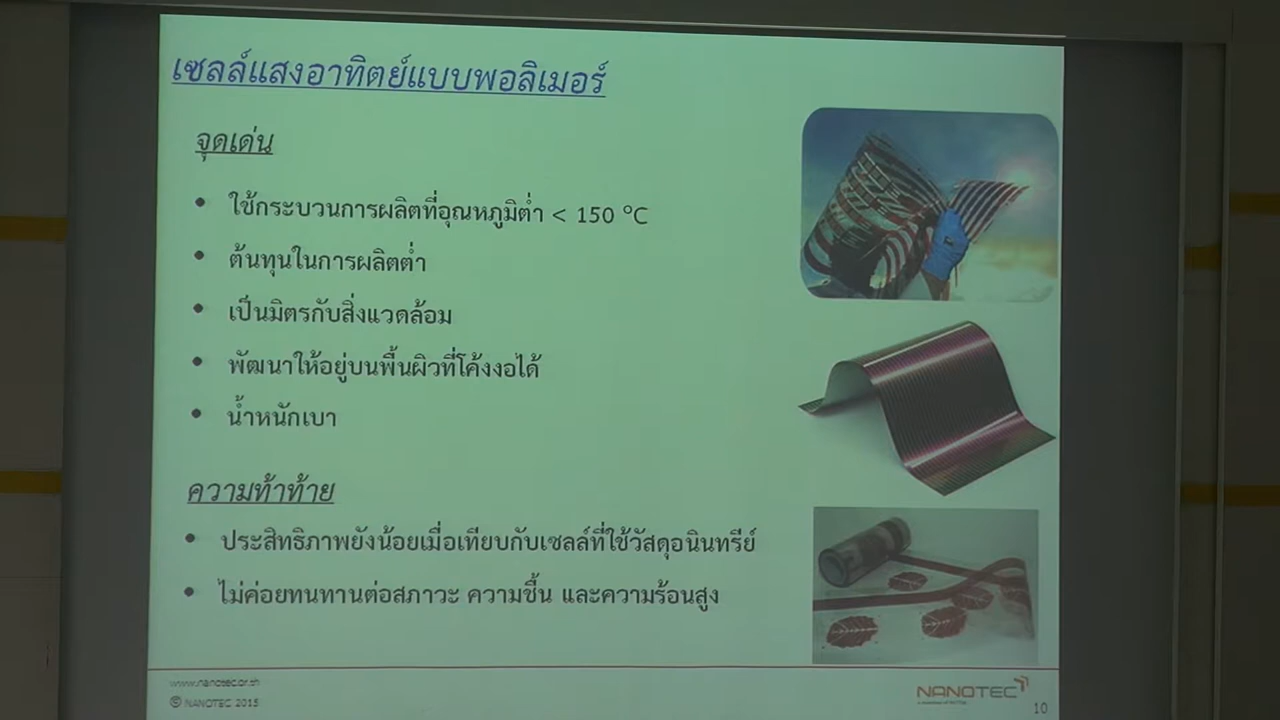 เซลล์แสงอาทิตย์แบบพอลิเมอร์
จุดเด่น
• ใช้กระบวนการผลิตที่อุณหภูมิต่ำ < 150 °C
• ต้นทุนในการผลิตต่ำ
• เป็นมิตรกับสิ่งแวดล้อม
• พัฒนาให้อยู่บนพื้นผิวที่โค้งงอได้
• น้ำหนักเบา
ความท้าทาย
• ประสิทธิภาพยังน้อยเมื่อเทียบกับเซลล์ที่ใช้วัสดุอนินทรีย์
• ไม่ค่อยทนทานต่อสภาวะ ความชื้น และความร้อนสูง
www.nanotec.or.th
© NANOTEC 2015
NANOTEC
10